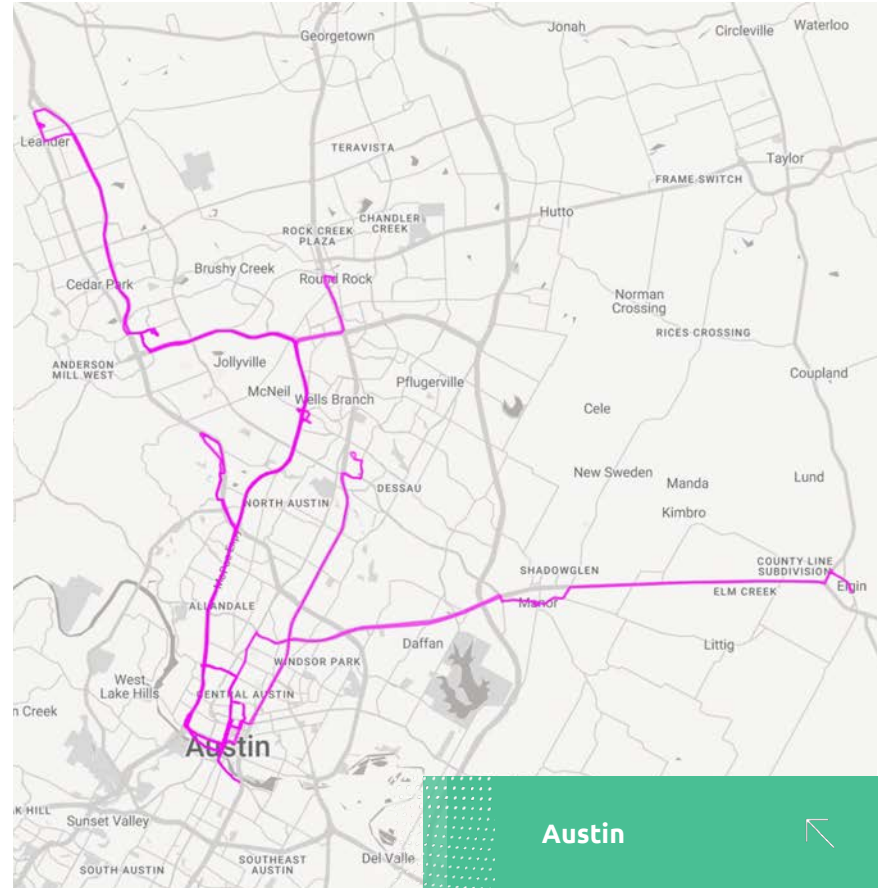 Georgetown
Jonah
Circleville
Waterloo
Leander
TERAVISTA
Taylor
FRAME SWITCH
Hutto
CHANDLER
CREEK
ROCK CREEK
PLAZA
Brushy Creek
Round Rock
Cedar Park
Norman
Crossing
RICES CROSSING
ANDERSON
MILL WEST
Jollyville
Coupland
Pflugerville
McNeil
Wells Branch
Cele
New Sweden
Manda
Lund
DESSAU
NORTH AUSTIN
Kimbro
SHADOWGLEN
COUNTY LINE
SUBDIVISION
Elgin
ELM CREEK
Manor
ALLANDALE
Daffan
Littig
WINDSOR PARK
West
Lake Hills
CENTRAL AUSTIN
n Creek
Austin
K HILL
Sunset Valley
SOUTHEAST
AUSTIN
Del Valle
SOUTH AUSTIN
Austin